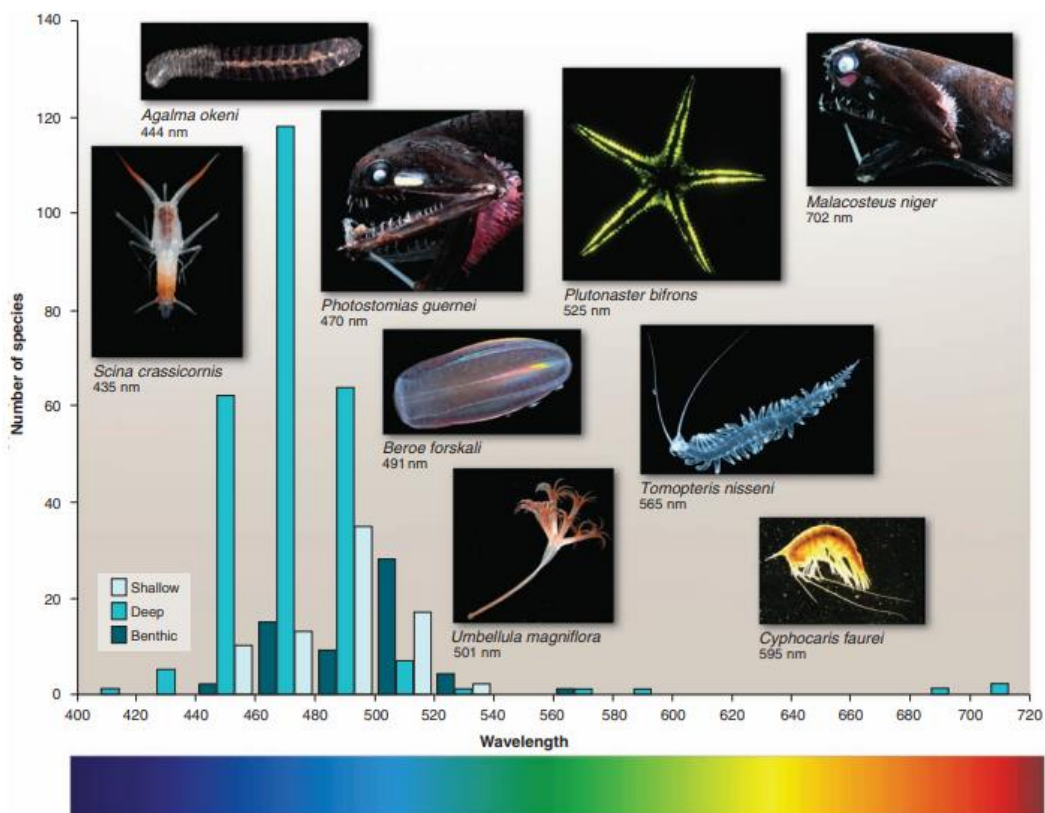 140
120
100
80
60
40
20
0
Number of species
Agalma okeni
444 nm
Scina crassicornis
435 nm
Photostomias guernei
470 nm
Plutonaster bifrons
525 nm
Malacosteus niger
702 nm
Beroe forskali
491 nm
Tomopteris nisseni
565 nm
Umbellula magniflora
501 nm
Cyphocaris faurei
595 nm
Shallow
Deep
Benthic
400 420 440 460 480 500 520 540 560 580 600 620 640 660 680 700 720
Wavelength